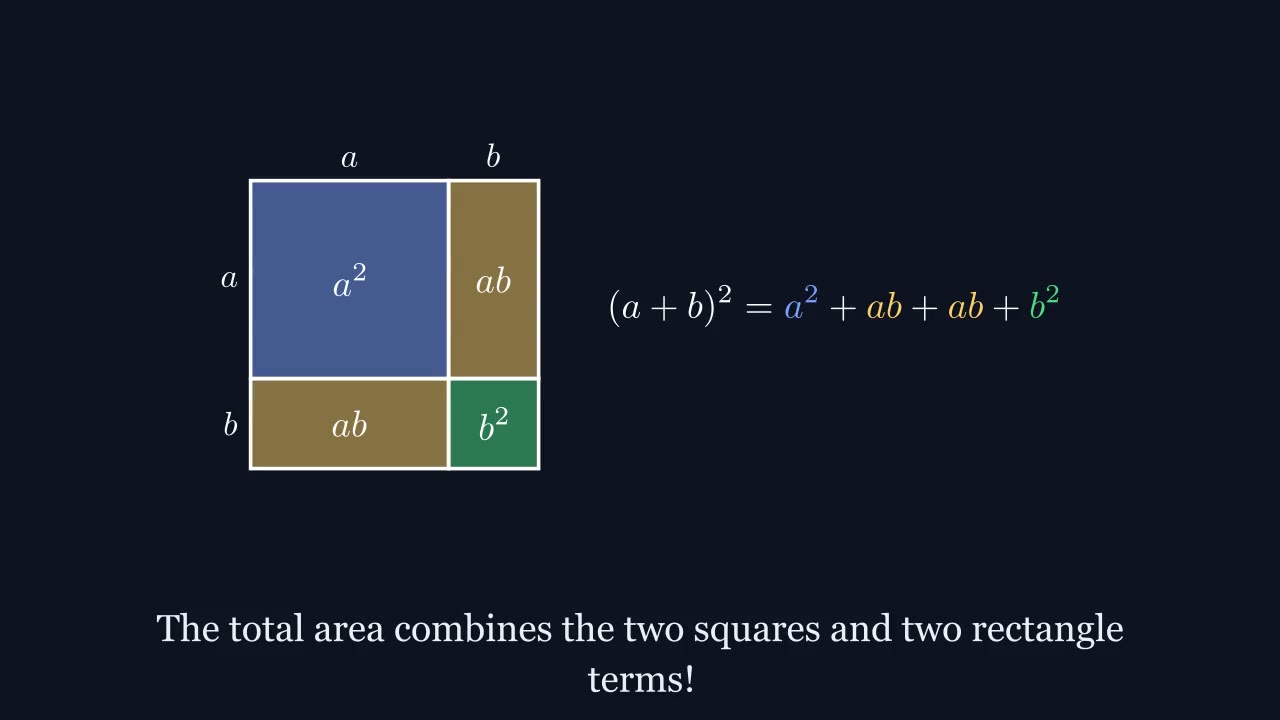 a b
a a² ab
(a + b)² = a² + ab + ab + b²
b ab b²
The total area combines the two squares and two rectangle
terms!